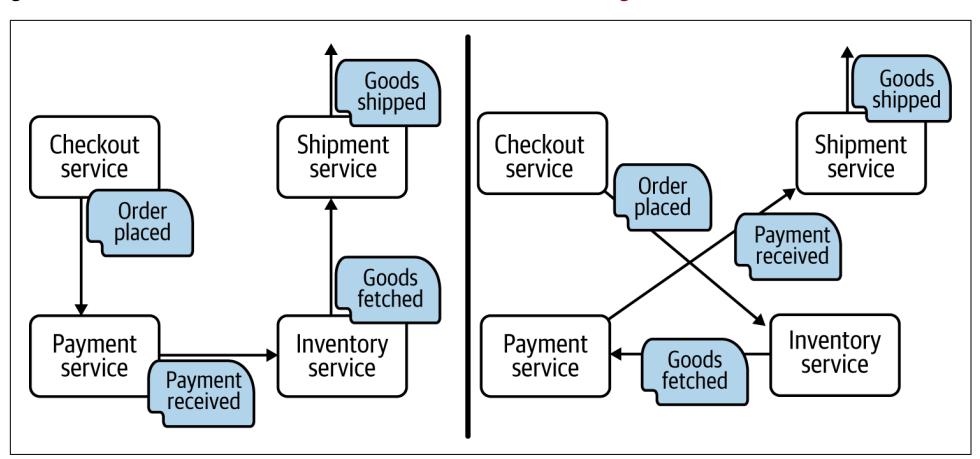 Goods
shipped
Checkout
service
Shipment
service
Order
placed
Goods
fetched
Payment
service
Inventory
service
Payment
received
Goods
shipped
Checkout
service
Shipment
service
Order
placed
Payment
received
Payment
service
Goods
fetched
Inventory
service